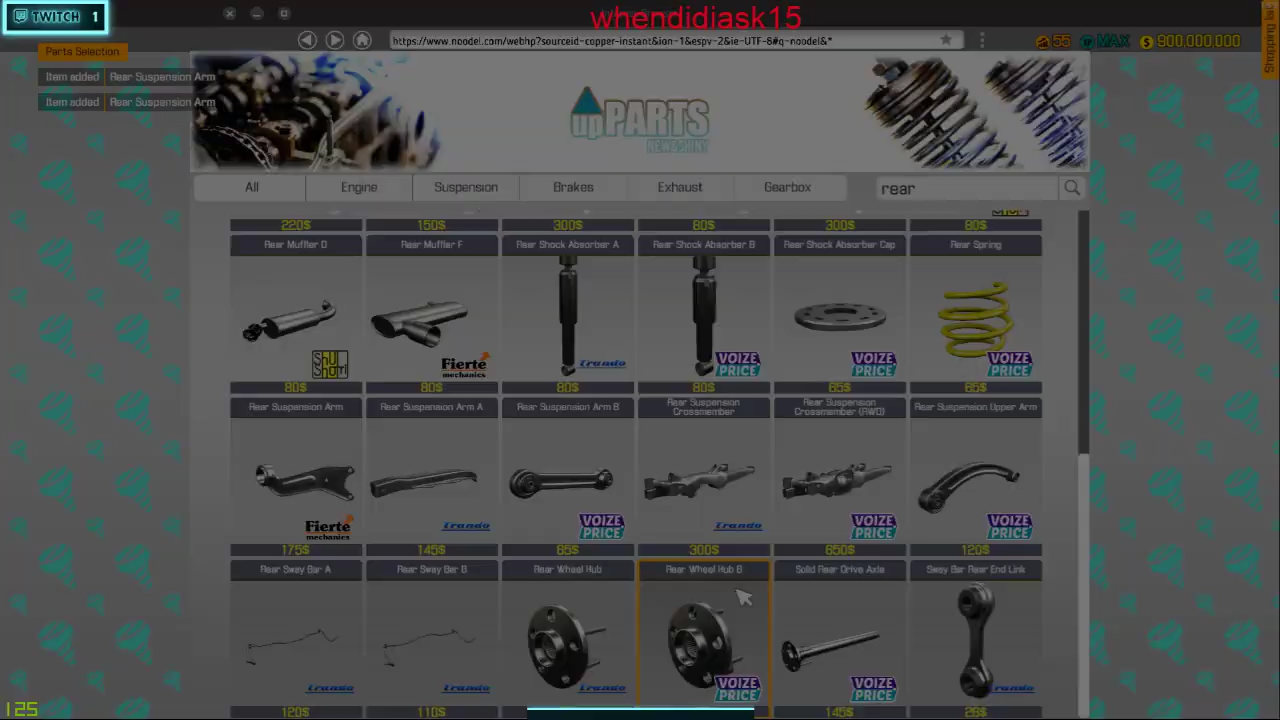 TWITCH 1
whendidiask15
https://www.noodel.com/webhp?sourceid-copper-instant&ion-1&espv-2&ie-UTF-8#q-noodel&*
55 MAX $ 900,000,000
Parts Selection
Item added Rear Suspension Arm
Item added Rear Suspension Arm
upPARTS
NEW&SHINY
All Engine Suspension Brakes Exhaust Gearbox rear
220$ 150$ 300$ 80$ 300$ 80$
Rear Muffler D Rear Muffler F Rear Shock Absorber A Rear Shock Absorber B Rear Shock Absorber Cap Rear Spring
Fierte mechanics VOIZE PRICE VOIZE PRICE VOIZE PRICE
80$ 80$ 80$ 80$ 65$ 65$
Rear Suspension Arm Rear Suspension Arm A Rear Suspension Arm B Rear Suspension Crossmember Rear Suspension Crossmember (RWD) Rear Suspension Upper Arm
Fierte mechanics VOIZE PRICE VOIZE PRICE VOIZE PRICE
175$ 145$ 65$ 300$ 650$ 120$
Rear Sway Bar A Rear Sway Bar B Rear Wheel Hub Rear Wheel Hub B Solid Rear Drive Axle Sway Bar Rear End Link
VOIZE PRICE VOIZE PRICE
120$ 110$ 145$ 26$
125